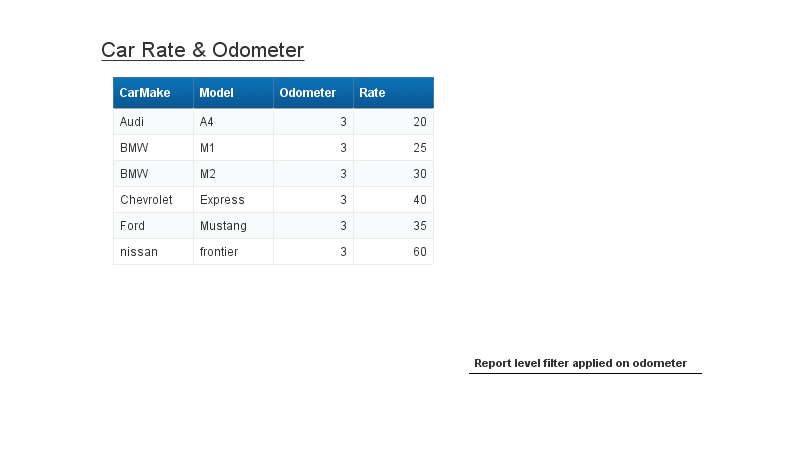 Car Rate & Odometer
CarMake Model Odometer Rate
Audi A4 3 20
BMW M1 3 25
BMW M2 3 30
Chevrolet Express 3 40
Ford Mustang 3 35
nissan frontier 3 60
Report level filter applied on odometer